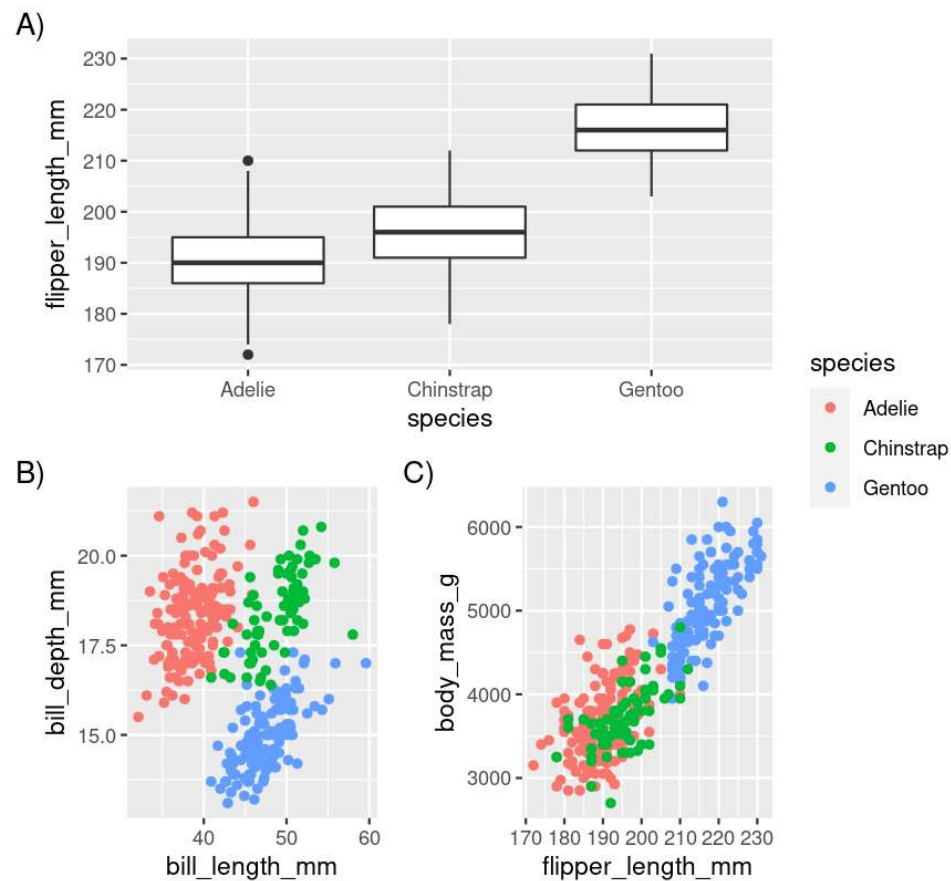 A)
flipper_length_mm
230
220
210
200
190
180
170
Adelie Chinstrap Gentoo
species
species
Adelie
Chinstrap
Gentoo
B)
bill_depth_mm
20.0
17.5
15.0
40 50 60
bill_length_mm
C)
body_mass_g
6000
5000
4000
3000
170 180 190 200 210 220 230
flipper_length_mm